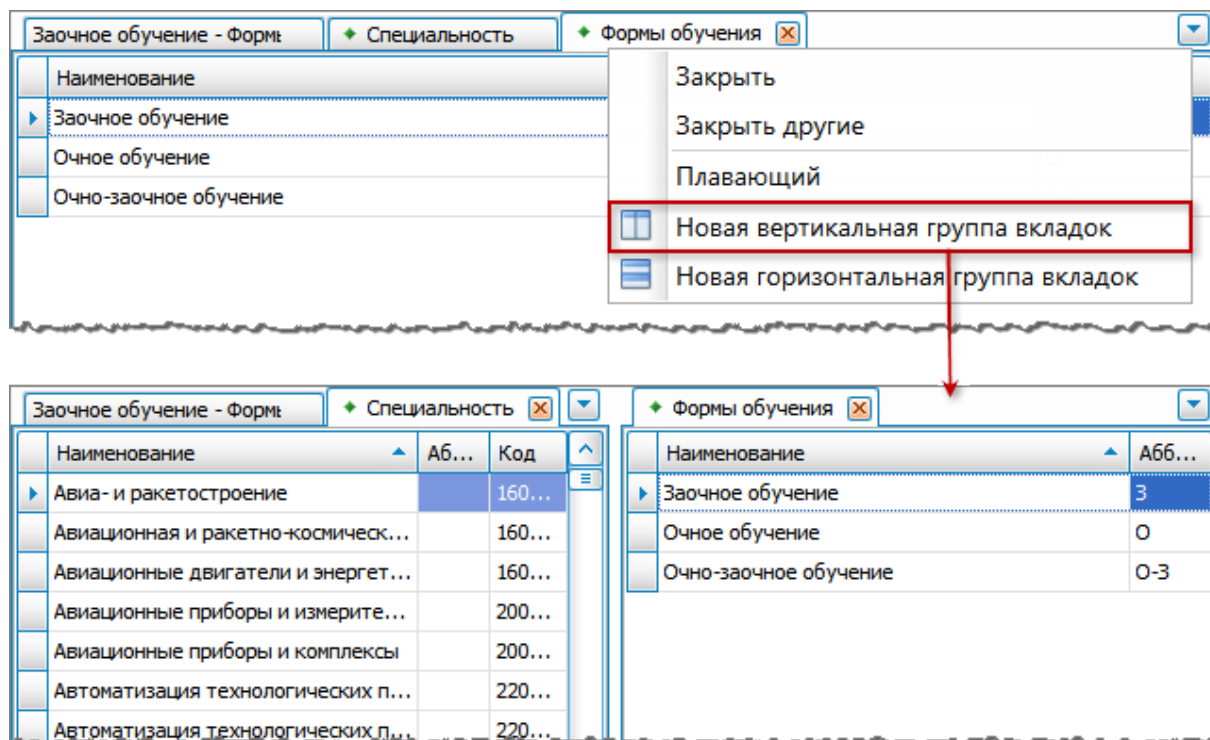 Заочное обучение - Формы
Специальность
Формы обучения
Наименование
Заочное обучение
Очное обучение
Очно-заочное обучение
Закрыть
Закрыть другие
Плавающий
Новая вертикальная группа вкладок
Новая горизонтальная группа вкладок
Заочное обучение - Формы
Специальность
Наименование Аб... Код
Авиа- и ракетостроение 160...
Авиационная и ракетно-космическ... 160...
Авиационные двигатели и энергет... 160...
Авиационные приборы и измерите... 200...
Авиационные приборы и комплексы 200...
Автоматизация технологических п... 220...
Автоматизация технологических п... 220...
Формы обучения
Наименование Абб...
Заочное обучение З
Очное обучение О
Очно-заочное обучение О-З